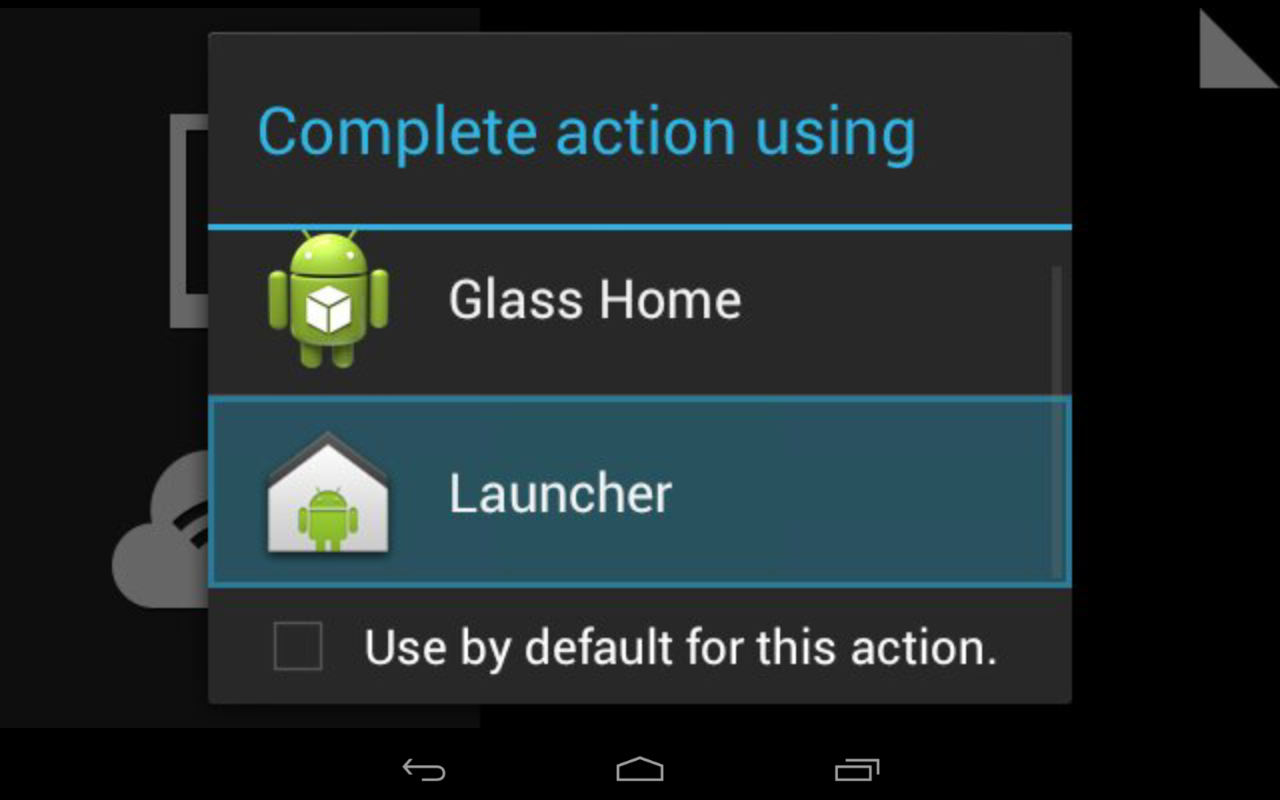 Complete action using
Glass Home
Launcher
Use by default for this action.